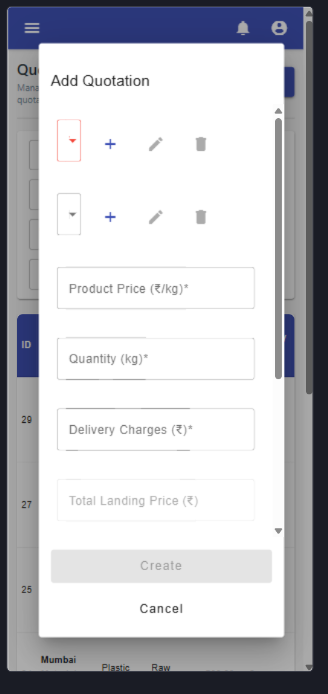 Qu
Mana
quota
Add Quotation
Product Price (₹/kg)*
Quantity (kg)*
Delivery Charges (₹)*
Total Landing Price (₹)
Create
Cancel
ID
29
27
25
Mumbai
Plastic Raw